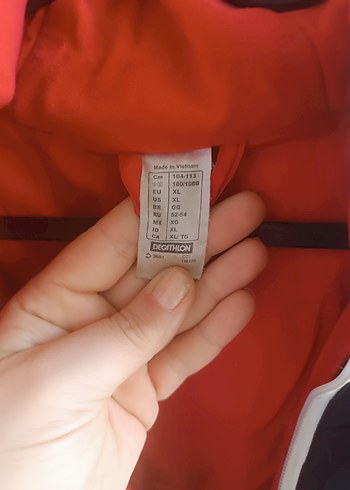 Made in Vietnam
Cm 104-113
180/108B
EU XL
US XL
BR GG
RU 52-54
MX XG
ID XL
CA XL/ TG
DECATHLON